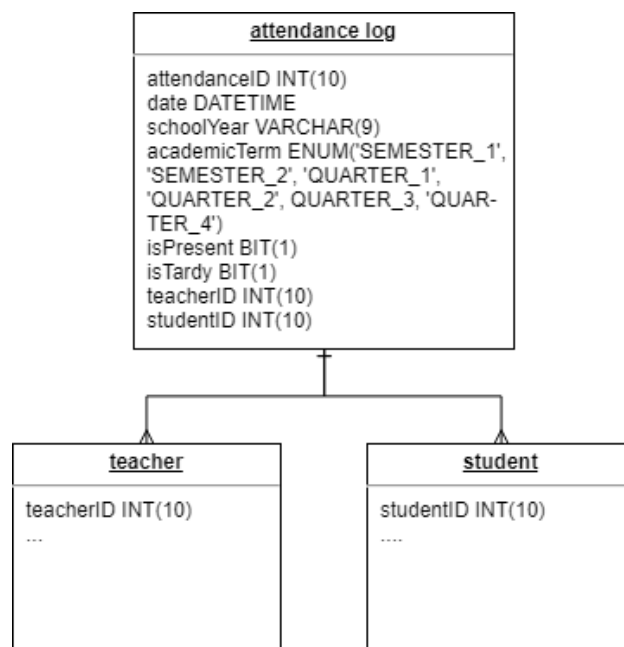 attendance log
attendanceID INT(10)
date DATETIME
schoolYear VARCHAR(9)
academicTerm ENUM('SEMESTER_1',
'SEMESTER_2', 'QUARTER_1',
'QUARTER_2', QUARTER_3, 'QUAR-
TER_4')
isPresent BIT(1)
isTardy BIT(1)
teacherID INT(10)
studentID INT(10)
teacher
teacherID INT(10)
...
student
studentID INT(10)
....